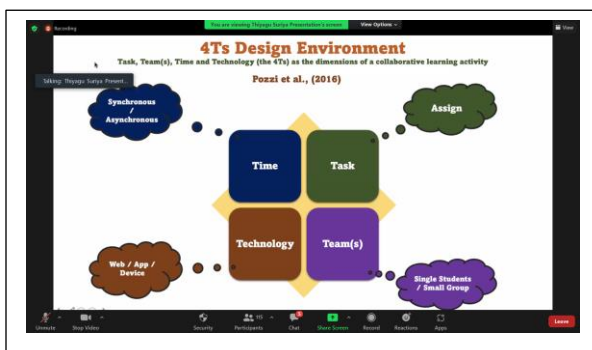 Recording
You are viewing Thiyagu Suriya Presentation's screen
View Options
View
4Ts Design Environment
Task, Team(s), Time and Technology (the 4Ts) as the dimensions of a collaborative learning activity
Pozzi et al., (2016)
Talking: Thiyagu Suriya Present...
Synchronous
/
Asynchronous
Assign
Time
Task
Technology
Team(s)
Web / App /
Device
Single Students
/ Small Group
Unmute
Stop Video
Security
Participants
Chat
Share Screen
Record
Reactions
Apps
Leave